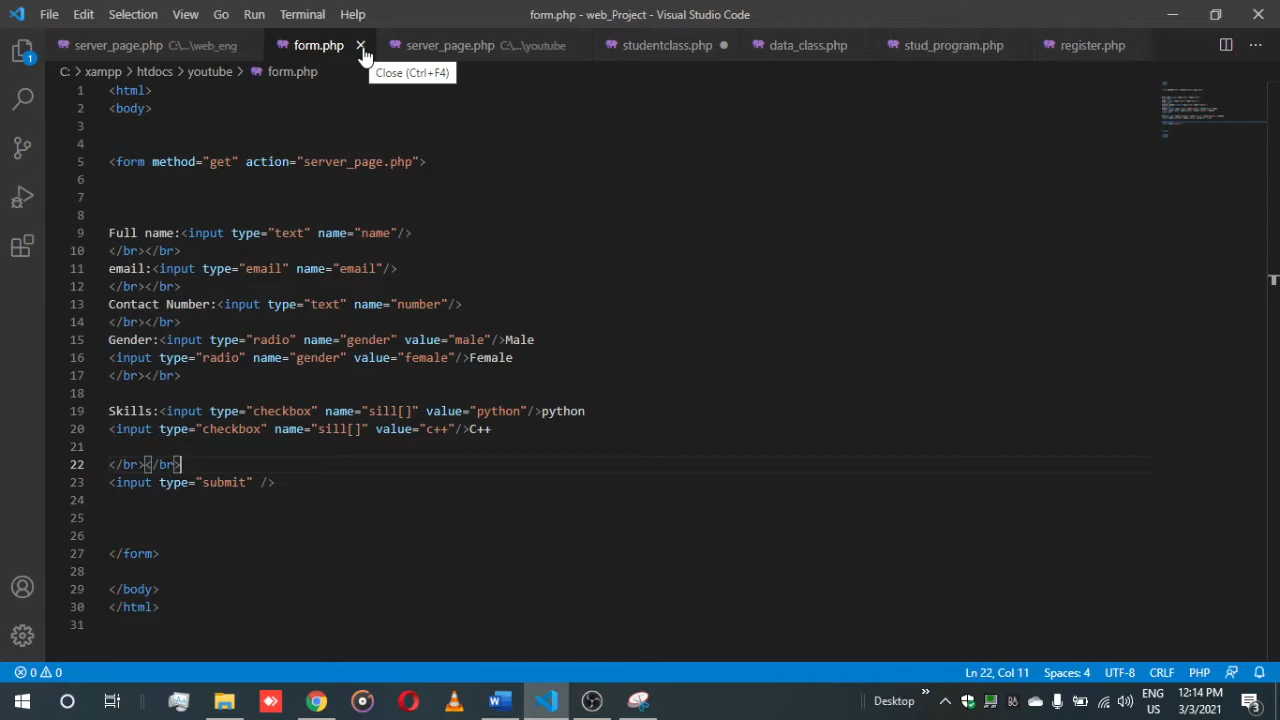 File Edit Selection View Go Run Terminal Help form.php - web_Project - Visual Studio Code
server_page.php C:\...\web_eng form.php server_page.php C:\...\youtube studentclass.php data_class.php stud_program.php register.php
C: > xampp > htdocs > youtube > form.php
Close (Ctrl+F4)
1
1 <html>
2 <body>
3
4
5 <form method="get" action="server_page.php">
6
7
8
9 Full name:<input type="text" name="name"/>
10 </br></br>
11 email:<input type="email" name="email"/>
12 </br></br>
13 Contact Number:<input type="text" name="number"/>
14 </br></br>
15 Gender:<input type="radio" name="gender" value="male"/>Male
16 <input type="radio" name="gender" value="female"/>Female
17 </br></br>
18
19 Skills:<input type="checkbox" name="sill[]" value="python"/>python
20 <input type="checkbox" name="sill[]" value="c++"/>C++
21
22 </br></br>
23 <input type="submit" />
24
25
26
27 </form>
28
29 </body>
30 </html>
31
0 0 Ln 22, Col 11 Spaces: 4 UTF-8 CRLF PHP
Desktop ENG US 12:14 PM 3/3/2021 3